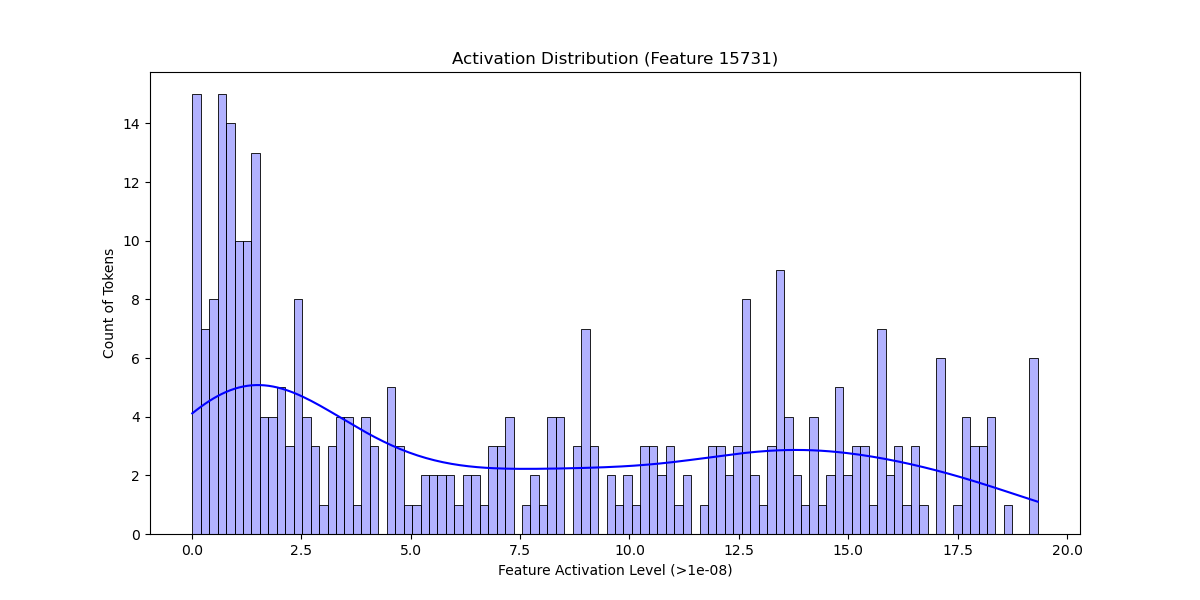 Activation Distribution (Feature 15731)
14
12
10
8
6
4
2
0
Count of Tokens
0.0 2.5 5.0 7.5 10.0 12.5 15.0 17.5 20.0
Feature Activation Level (>1e-08)